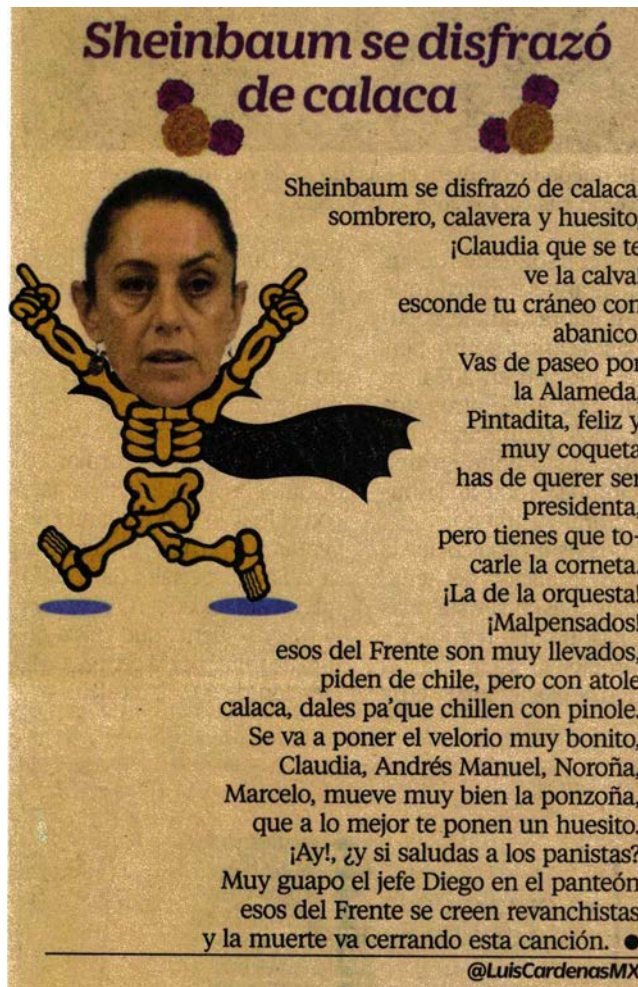 Sheinbaum se disfrazó
de calaca
Sheinbaum se disfrazó de calaca
sombrero, calavera y huesito
¡Claudia que se te
ve la calva!
esconde tu cráneo con
abanico.
Vas de paseo por
la Alameda,
Pintadita, feliz y
muy coqueta
has de querer ser
presidenta,
pero tienes que to-
carle la corneta.
¡La de la orquesta!
¡Malpensados!
esos del Frente son muy llevados,
piden de chile, pero con atole
calaca, dales pa'que chillen con pinole.
Se va a poner el velorio muy bonito,
Claudia, Andrés Manuel, Noroña,
Marcelo, mueve muy bien la ponzoña,
que a lo mejor te ponen un huesito.
¡Ay!, ¿y si saludas a los panistas?
Muy guapo el jefe Diego en el panteón
esos del Frente se creen revanchistas
y la muerte va cerrando esta canción. ●
@LuisCardenasMX